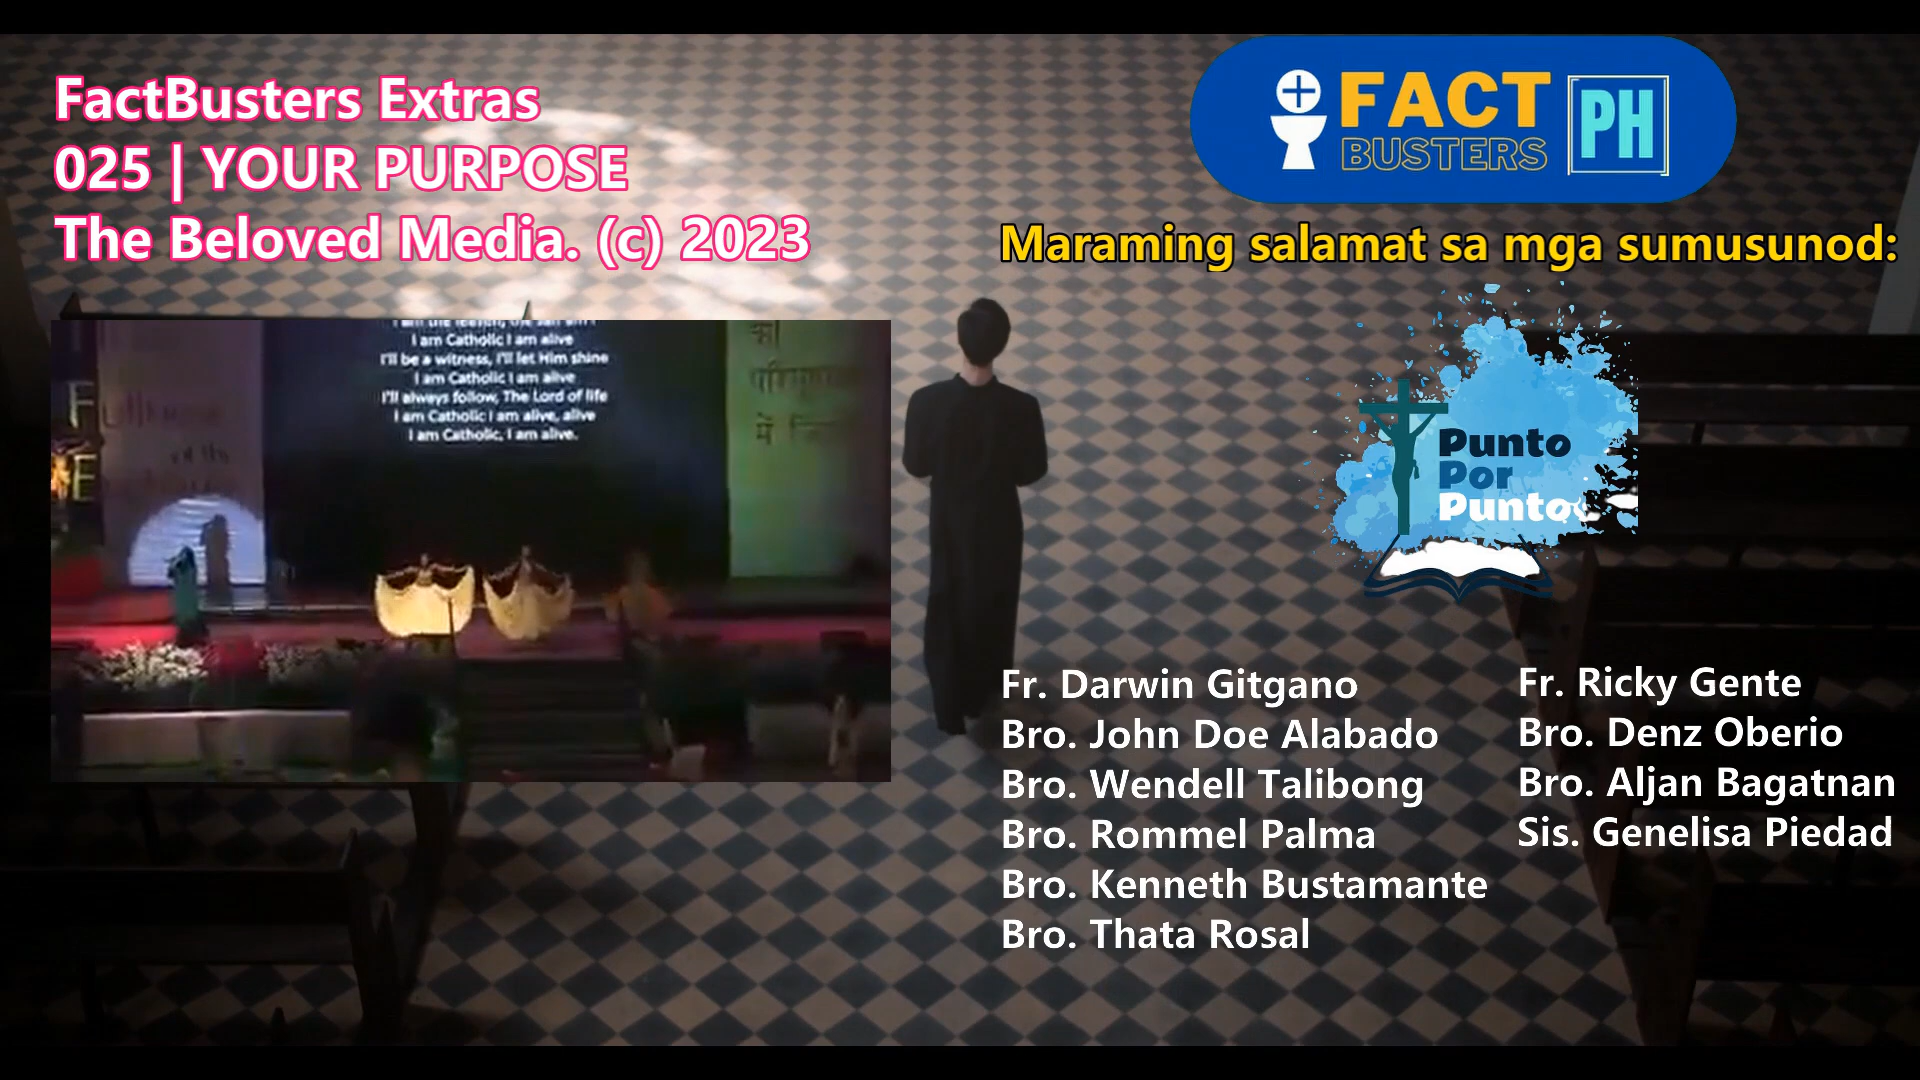 FactBusters Extras
025 | YOUR PURPOSE
The Beloved Media. (c) 2023
FACT
BUSTERS
PH
Maraming salamat sa mga sumusunod:
I am Catholic I am alive
I'll be a witness, I'll let Him shine
I am Catholic I am alive
I'll always follow, The Lord of life
I am Catholic I am alive, alive
I am Catholic, I am alive.
में
Punto
Por
Punto
Fr. Darwin Gitgano
Bro. John Doe Alabado
Bro. Wendell Talibong
Bro. Rommel Palma
Bro. Kenneth Bustamante
Bro. Thata Rosal
Fr. Ricky Gente
Bro. Denz Oberio
Bro. Aljan Bagatnan
Sis. Genelisa Piedad